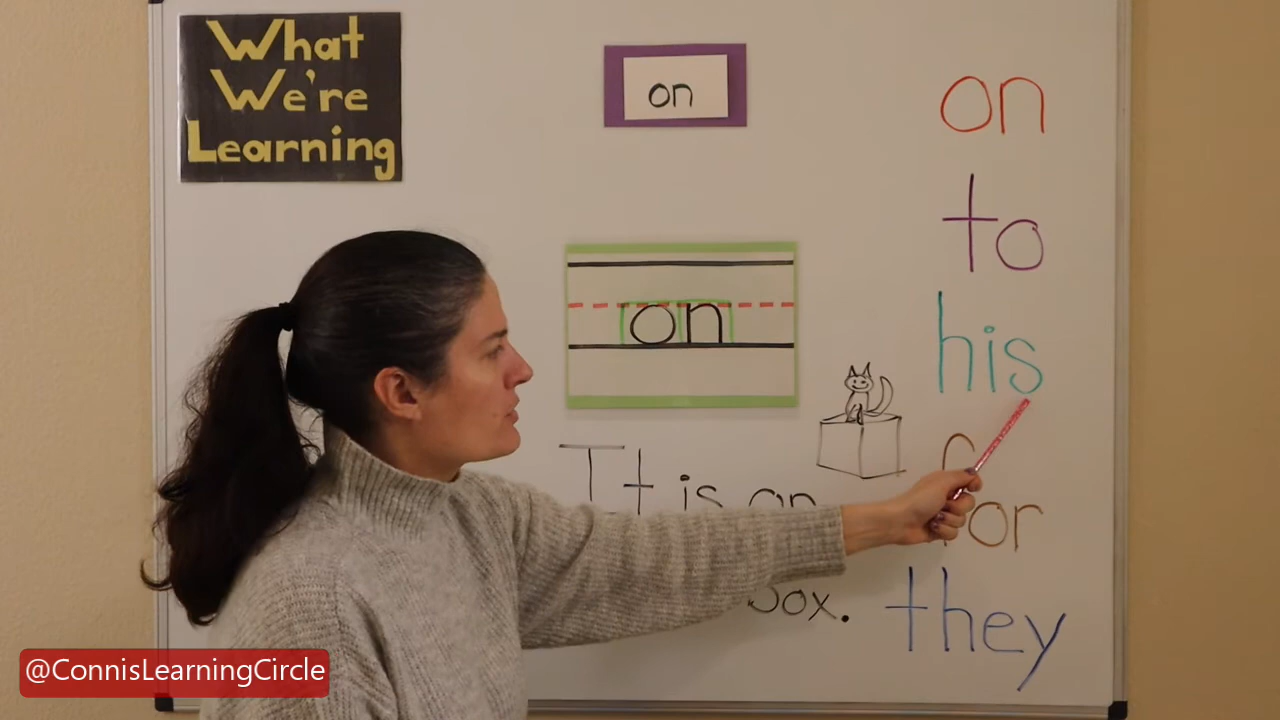 What
We're
Learning
on
on
It is on
box.
on
to
his
for
they
@ConnisLearningCircle